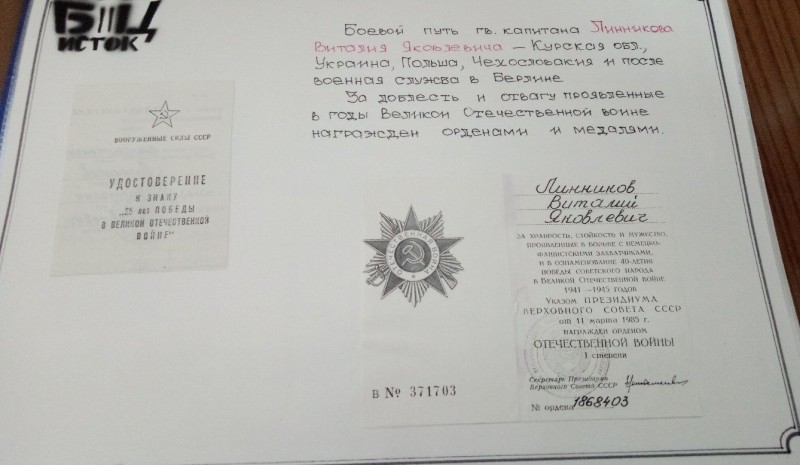 БИЦ
ИСТОК
Боевой путь гв. капитана Линникова
Виталия Яковлевича – Курская обл.,
Украина, Польша, Чехословакия и после
военная служба в Берлине
За доблесть и отвагу проявленные
в годы Великой Отечественной войне
награжден орденами и медалями.
ВООРУЖЕННЫЕ СИЛЫ СССР
УДОСТОВЕРЕНИЕ
К ЗНАКУ
„25 лет ПОБЕДЫ
В ВЕЛИКОЙ ОТЕЧЕСТВЕННОЙ
ВОЙНЕ"
ОТЕЧЕСТВЕННАЯ ВОЙНА
В № 371703
Линников
Виталий
Яковлевич
ЗА ХРАБРОСТЬ, СТОЙКОСТЬ И МУЖЕСТВО,
ПРОЯВЛЕННЫЕ В БОРЬБЕ С НЕМЕЦКО-
ФАШИСТСКИМИ ЗАХВАТЧИКАМИ,
И В ОЗНАМЕНОВАНИЕ 40-ЛЕТИЯ
ПОБЕДЫ СОВЕТСКОГО НАРОДА
В ВЕЛИКОЙ ОТЕЧЕСТВЕННОЙ ВОЙНЕ
1941—1945 ГОДОВ
УКАЗОМ ПРЕЗИДИУМА
ВЕРХОВНОГО СОВЕТА СССР
от 11 марта 1985 г.
НАГРАЖДЕН ОРДЕНОМ
ОТЕЧЕСТВЕННОЙ ВОЙНЫ
I степени
Секретарь Президиума
Верховного Совета СССР
№ ордена 1868403